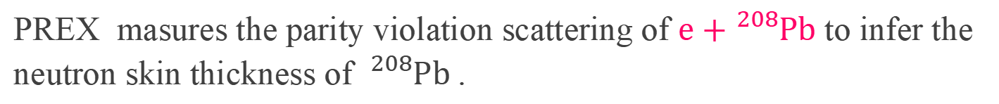 PREX masures the parity violation scattering of e + ²⁰⁸Pb to infer the
neutron skin thickness of ²⁰⁸Pb .